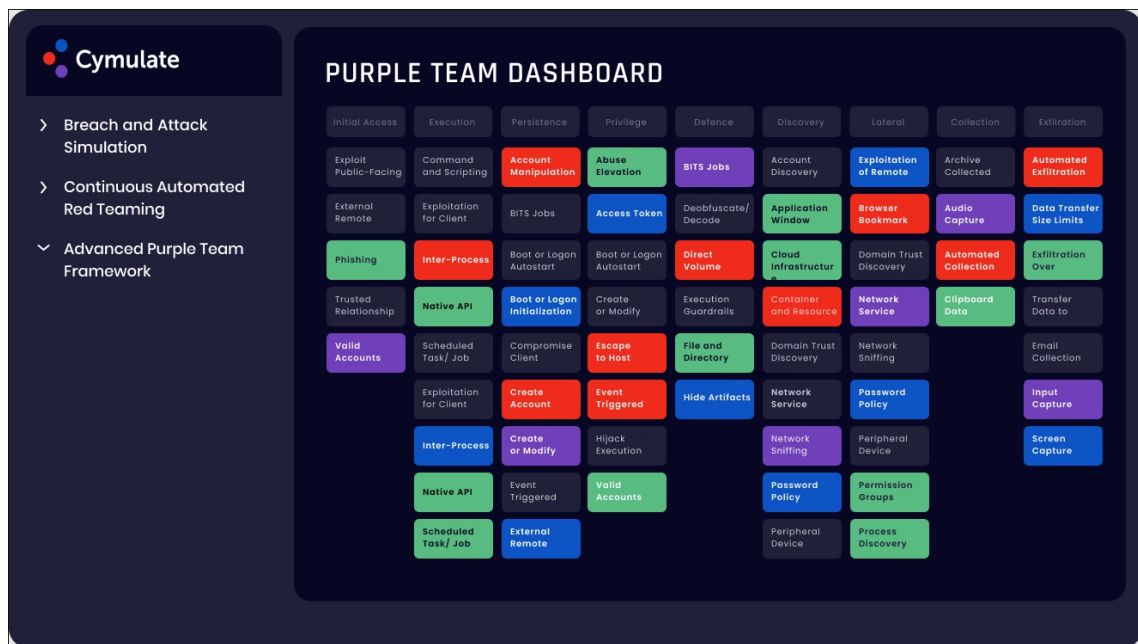 Cymulate
Breach and Attack
Simulation
Continuous Automated
Red Teaming
Advanced Purple Team
Framework
PURPLE TEAM DASHBOARD
Initial Access
Exploit
Public-Facing
External
Remote
Phishing
Trusted
Relationship
Valid
Accounts
Execution
Command
and Scripting
Exploitation
for Client
Inter-Process
Native API
Scheduled
Task/ Job
Exploitation
for Client
Inter-Process
Native API
Scheduled
Task/ Job
Persistence
Account
Manipulation
BITS Jobs
Boot or Logon
Autostart
Boot or Logon
Initialization
Compromise
Client
Create
Account
Create
or Modify
Event
Triggered
External
Remote
Privilege
Abuse
Elevation
Access Token
Boot or Logon
Autostart
Create
or Modify
Escape
to Host
Event
Triggered
Hijack
Execution
Valid
Accounts
Defence
BITS Jobs
Deobfuscate/
Decode
Direct
Volume
Execution
Guardrails
File and
Directory
Hide Artifacts
Discovery
Account
Discovery
Application
Window
Cloud
Infrastructur
e
Container
and Resource
Domain Trust
Discovery
Network
Service
Network
Sniffing
Password
Policy
Peripheral
Device
Lateral
Exploitation
of Remote
Browser
Bookmark
Domain Trust
Discovery
Network
Service
Network
Sniffing
Password
Policy
Peripheral
Device
Permission
Groups
Process
Discovery
Collection
Archive
Collected
Audio
Capture
Automated
Collection
Clipboard
Data
Exfilration
Automated
Exfiltration
Data Transfer
Size Limits
Exfiltration
Over
Transfer
Data to
Email
Collection
Input
Capture
Screen
Capture